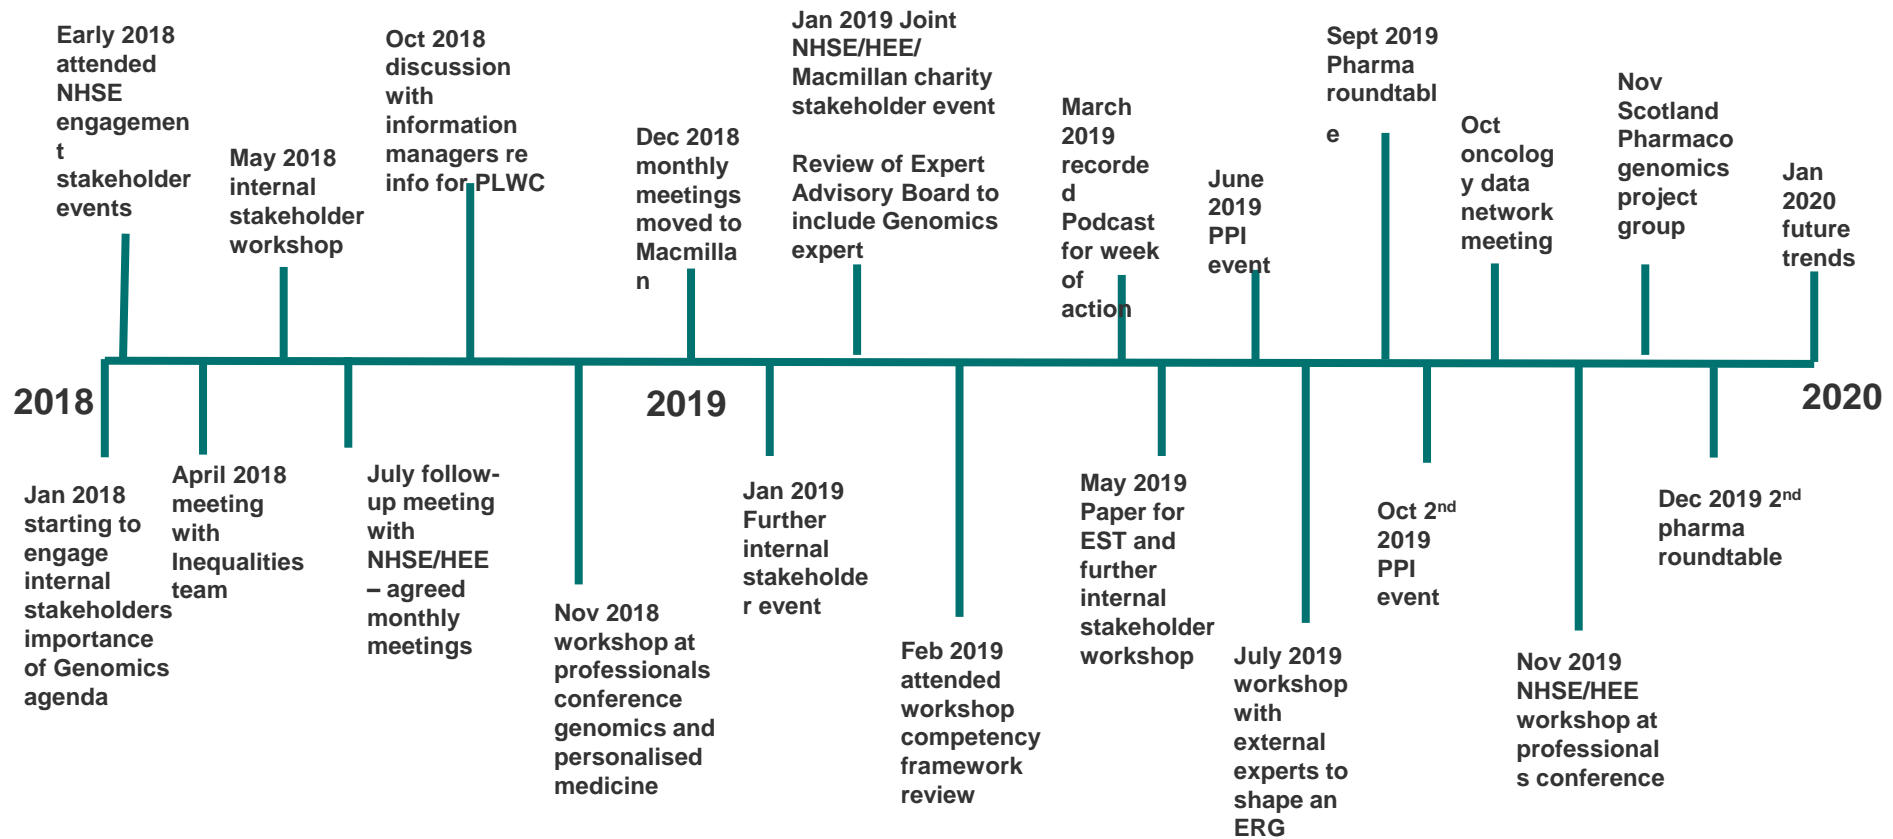 Early 2018
attended
NHSE
engagemen
t
stakeholder
events
May 2018
internal
stakeholder
workshop
Oct 2018
discussion
with
information
managers re
info for PLWC
Dec 2018
monthly
meetings
moved to
Macmilla
n
Jan 2019 Joint
NHSE/HEE/
Macmillan charity
stakeholder event
Review of Expert
Advisory Board to
include Genomics
expert
March
2019
recorde
d
Podcast
for week
of
action
June
2019
PPI
event
Sept 2019
Pharma
roundtabl
e
Oct
oncolog
y data
network
meeting
Nov
Scotland
Pharmaco
genomics
project
group
Jan
2020
future
trends
2018
2019
2020
Jan 2018
starting to
engage
internal
stakeholders
importance
of Genomics
agenda
April 2018
meeting
with
Inequalities
team
July follow-
up meeting
with
NHSE/HEE
– agreed
monthly
meetings
Nov 2018
workshop at
professionals
conference
genomics and
personalised
medicine
Jan 2019
Further
internal
stakeholde
r event
Feb 2019
attended
workshop
competency
framework
review
May 2019
Paper for
EST and
further
internal
stakeholder
workshop
July 2019
workshop
with
external
experts to
shape an
ERG
Oct 2nd
2019
PPI
event
Nov 2019
NHSE/HEE
workshop at
professional
s conference
Dec 2019 2nd
pharma
roundtable